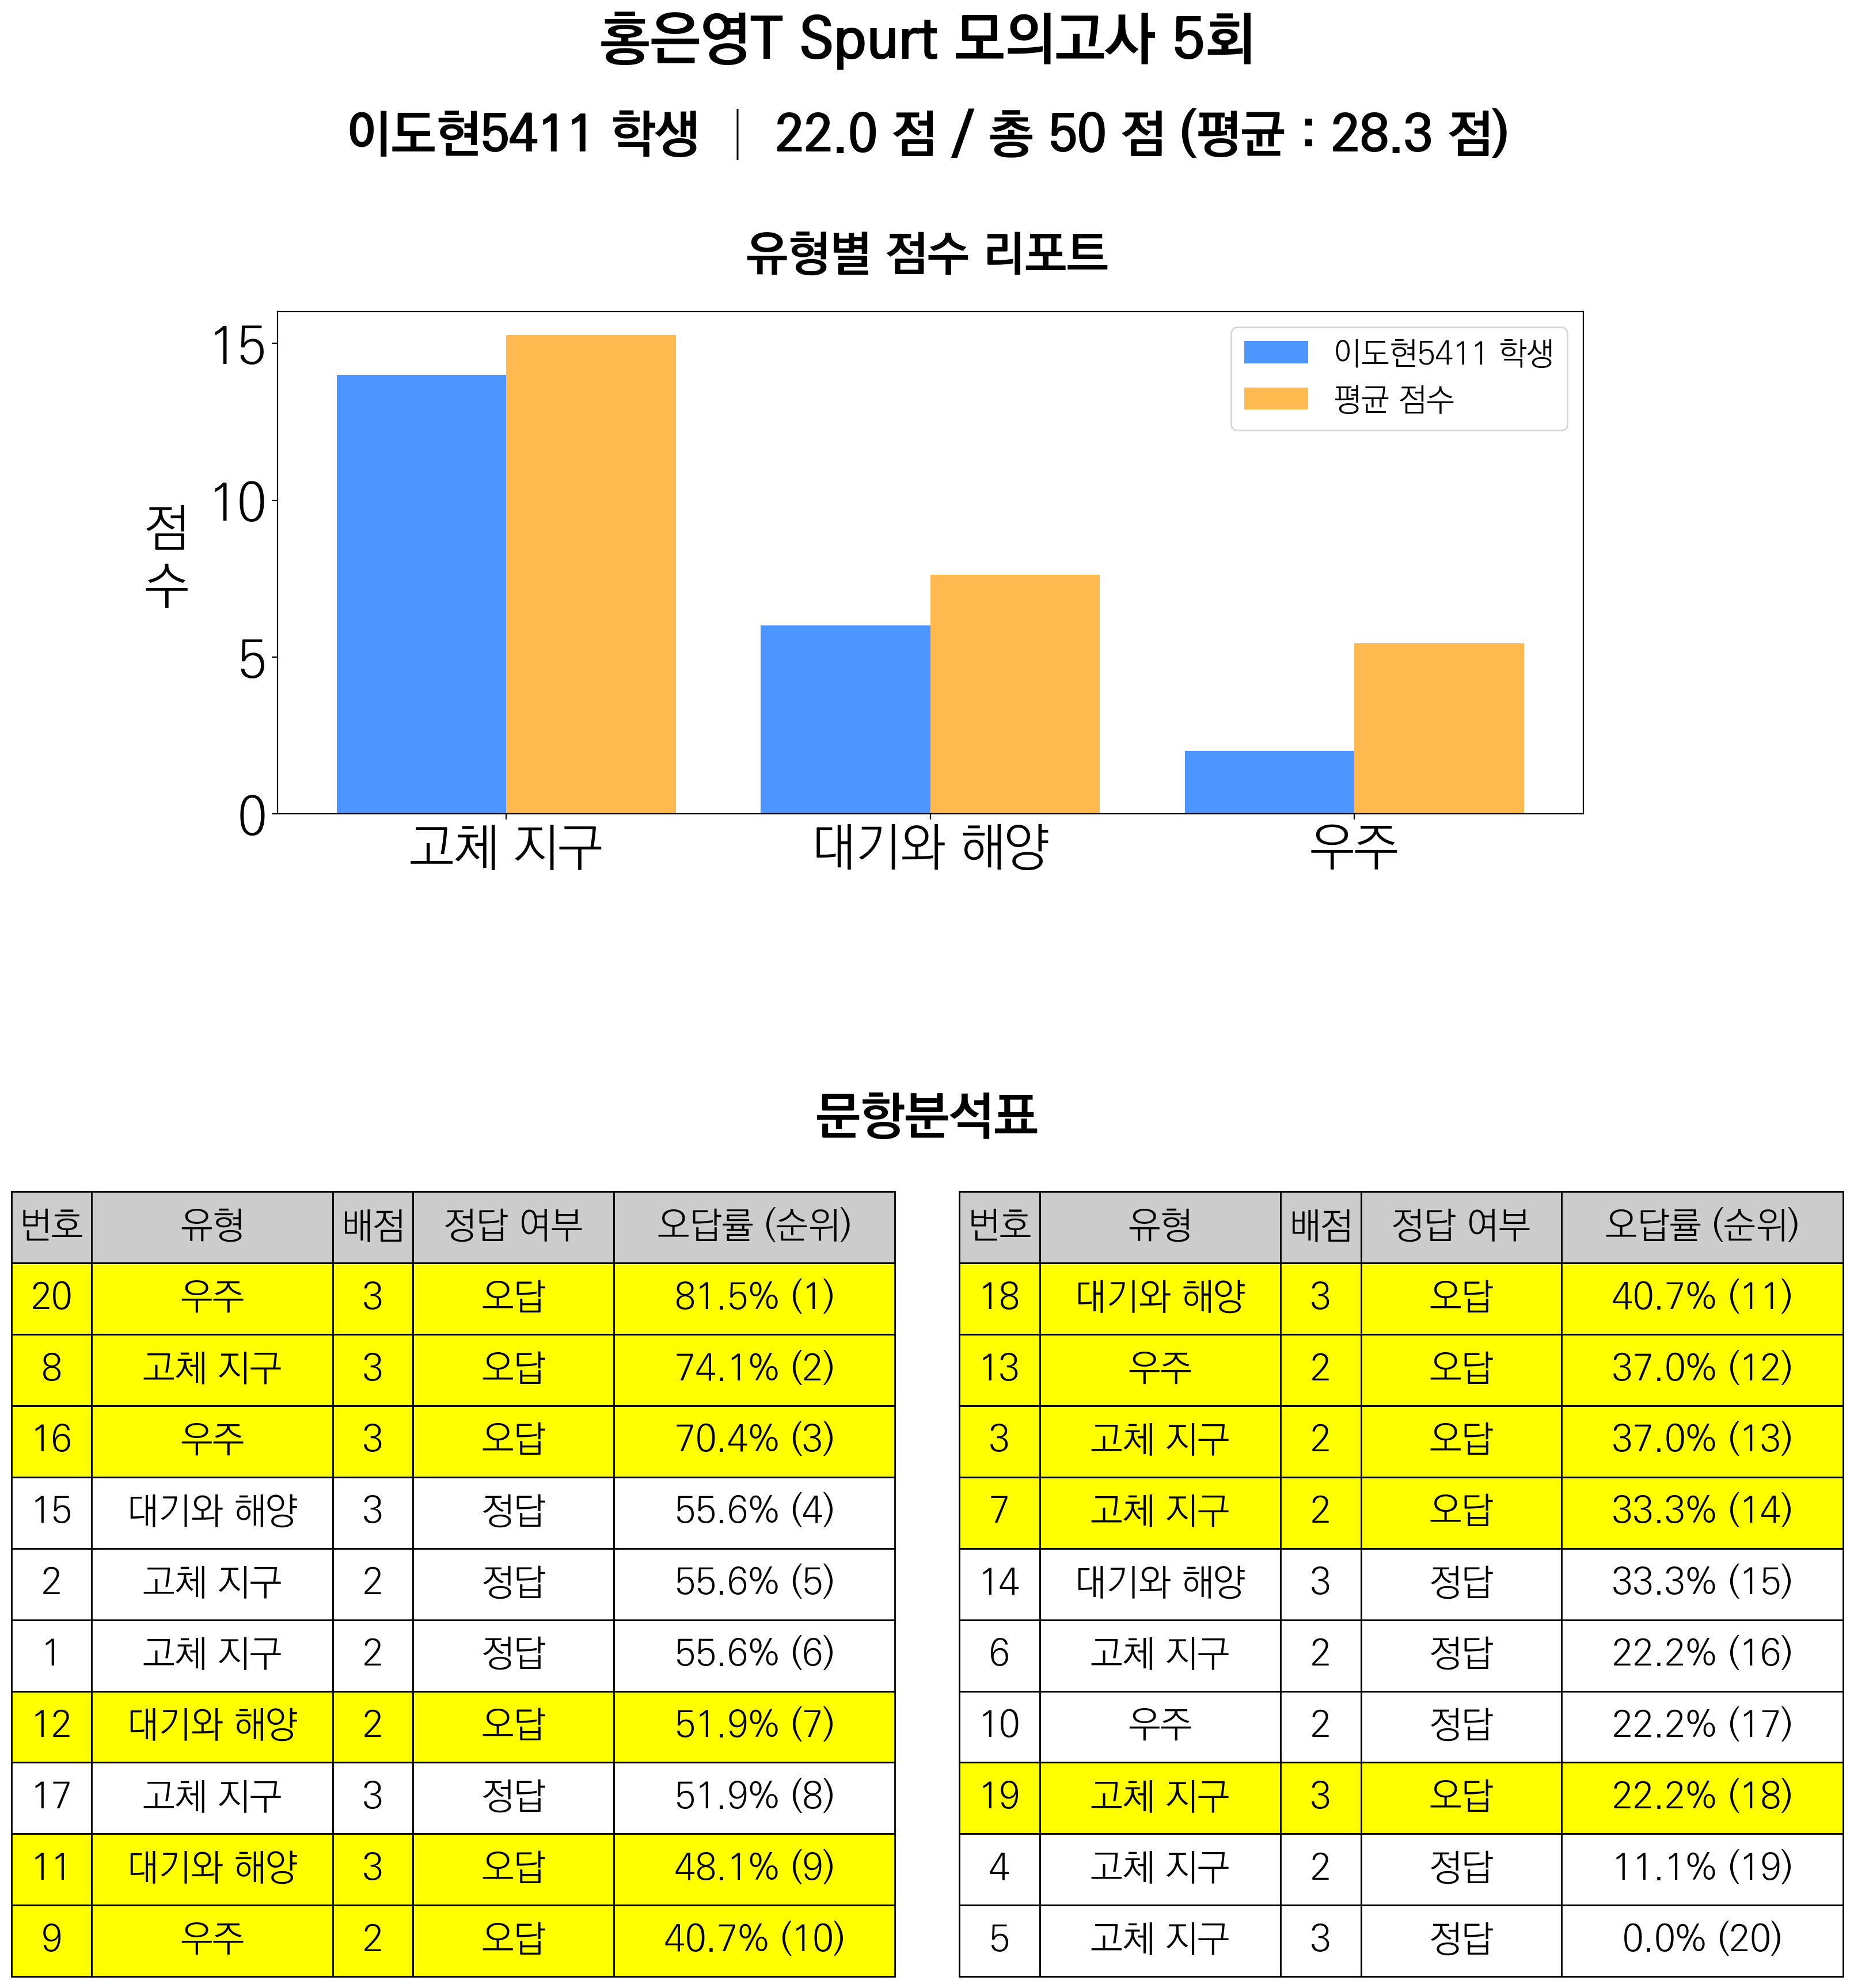 홍은영T Spurt 모의고사 5회
이도현5411 학생 | 22.0 점 / 총 50 점 (평균 : 28.3 점)
유형별 점수 리포트
이도현5411 학생
평균 점수
점
수
15
10
5
0
고체 지구 대기와 해양 우주
문항분석표
번호 유형 배점 정답 여부 오답률 (순위)
20 우주 3 오답 81.5% (1)
8 고체 지구 3 오답 74.1% (2)
16 우주 3 오답 70.4% (3)
15 대기와 해양 3 정답 55.6% (4)
2 고체 지구 2 정답 55.6% (5)
1 고체 지구 2 정답 55.6% (6)
12 대기와 해양 2 오답 51.9% (7)
17 고체 지구 3 정답 51.9% (8)
11 대기와 해양 3 오답 48.1% (9)
9 우주 2 오답 40.7% (10)
번호 유형 배점 정답 여부 오답률 (순위)
18 대기와 해양 3 오답 40.7% (11)
13 우주 2 오답 37.0% (12)
3 고체 지구 2 오답 37.0% (13)
7 고체 지구 2 오답 33.3% (14)
14 대기와 해양 3 정답 33.3% (15)
6 고체 지구 2 정답 22.2% (16)
10 우주 2 정답 22.2% (17)
19 고체 지구 3 오답 22.2% (18)
4 고체 지구 2 정답 11.1% (19)
5 고체 지구 3 정답 0.0% (20)